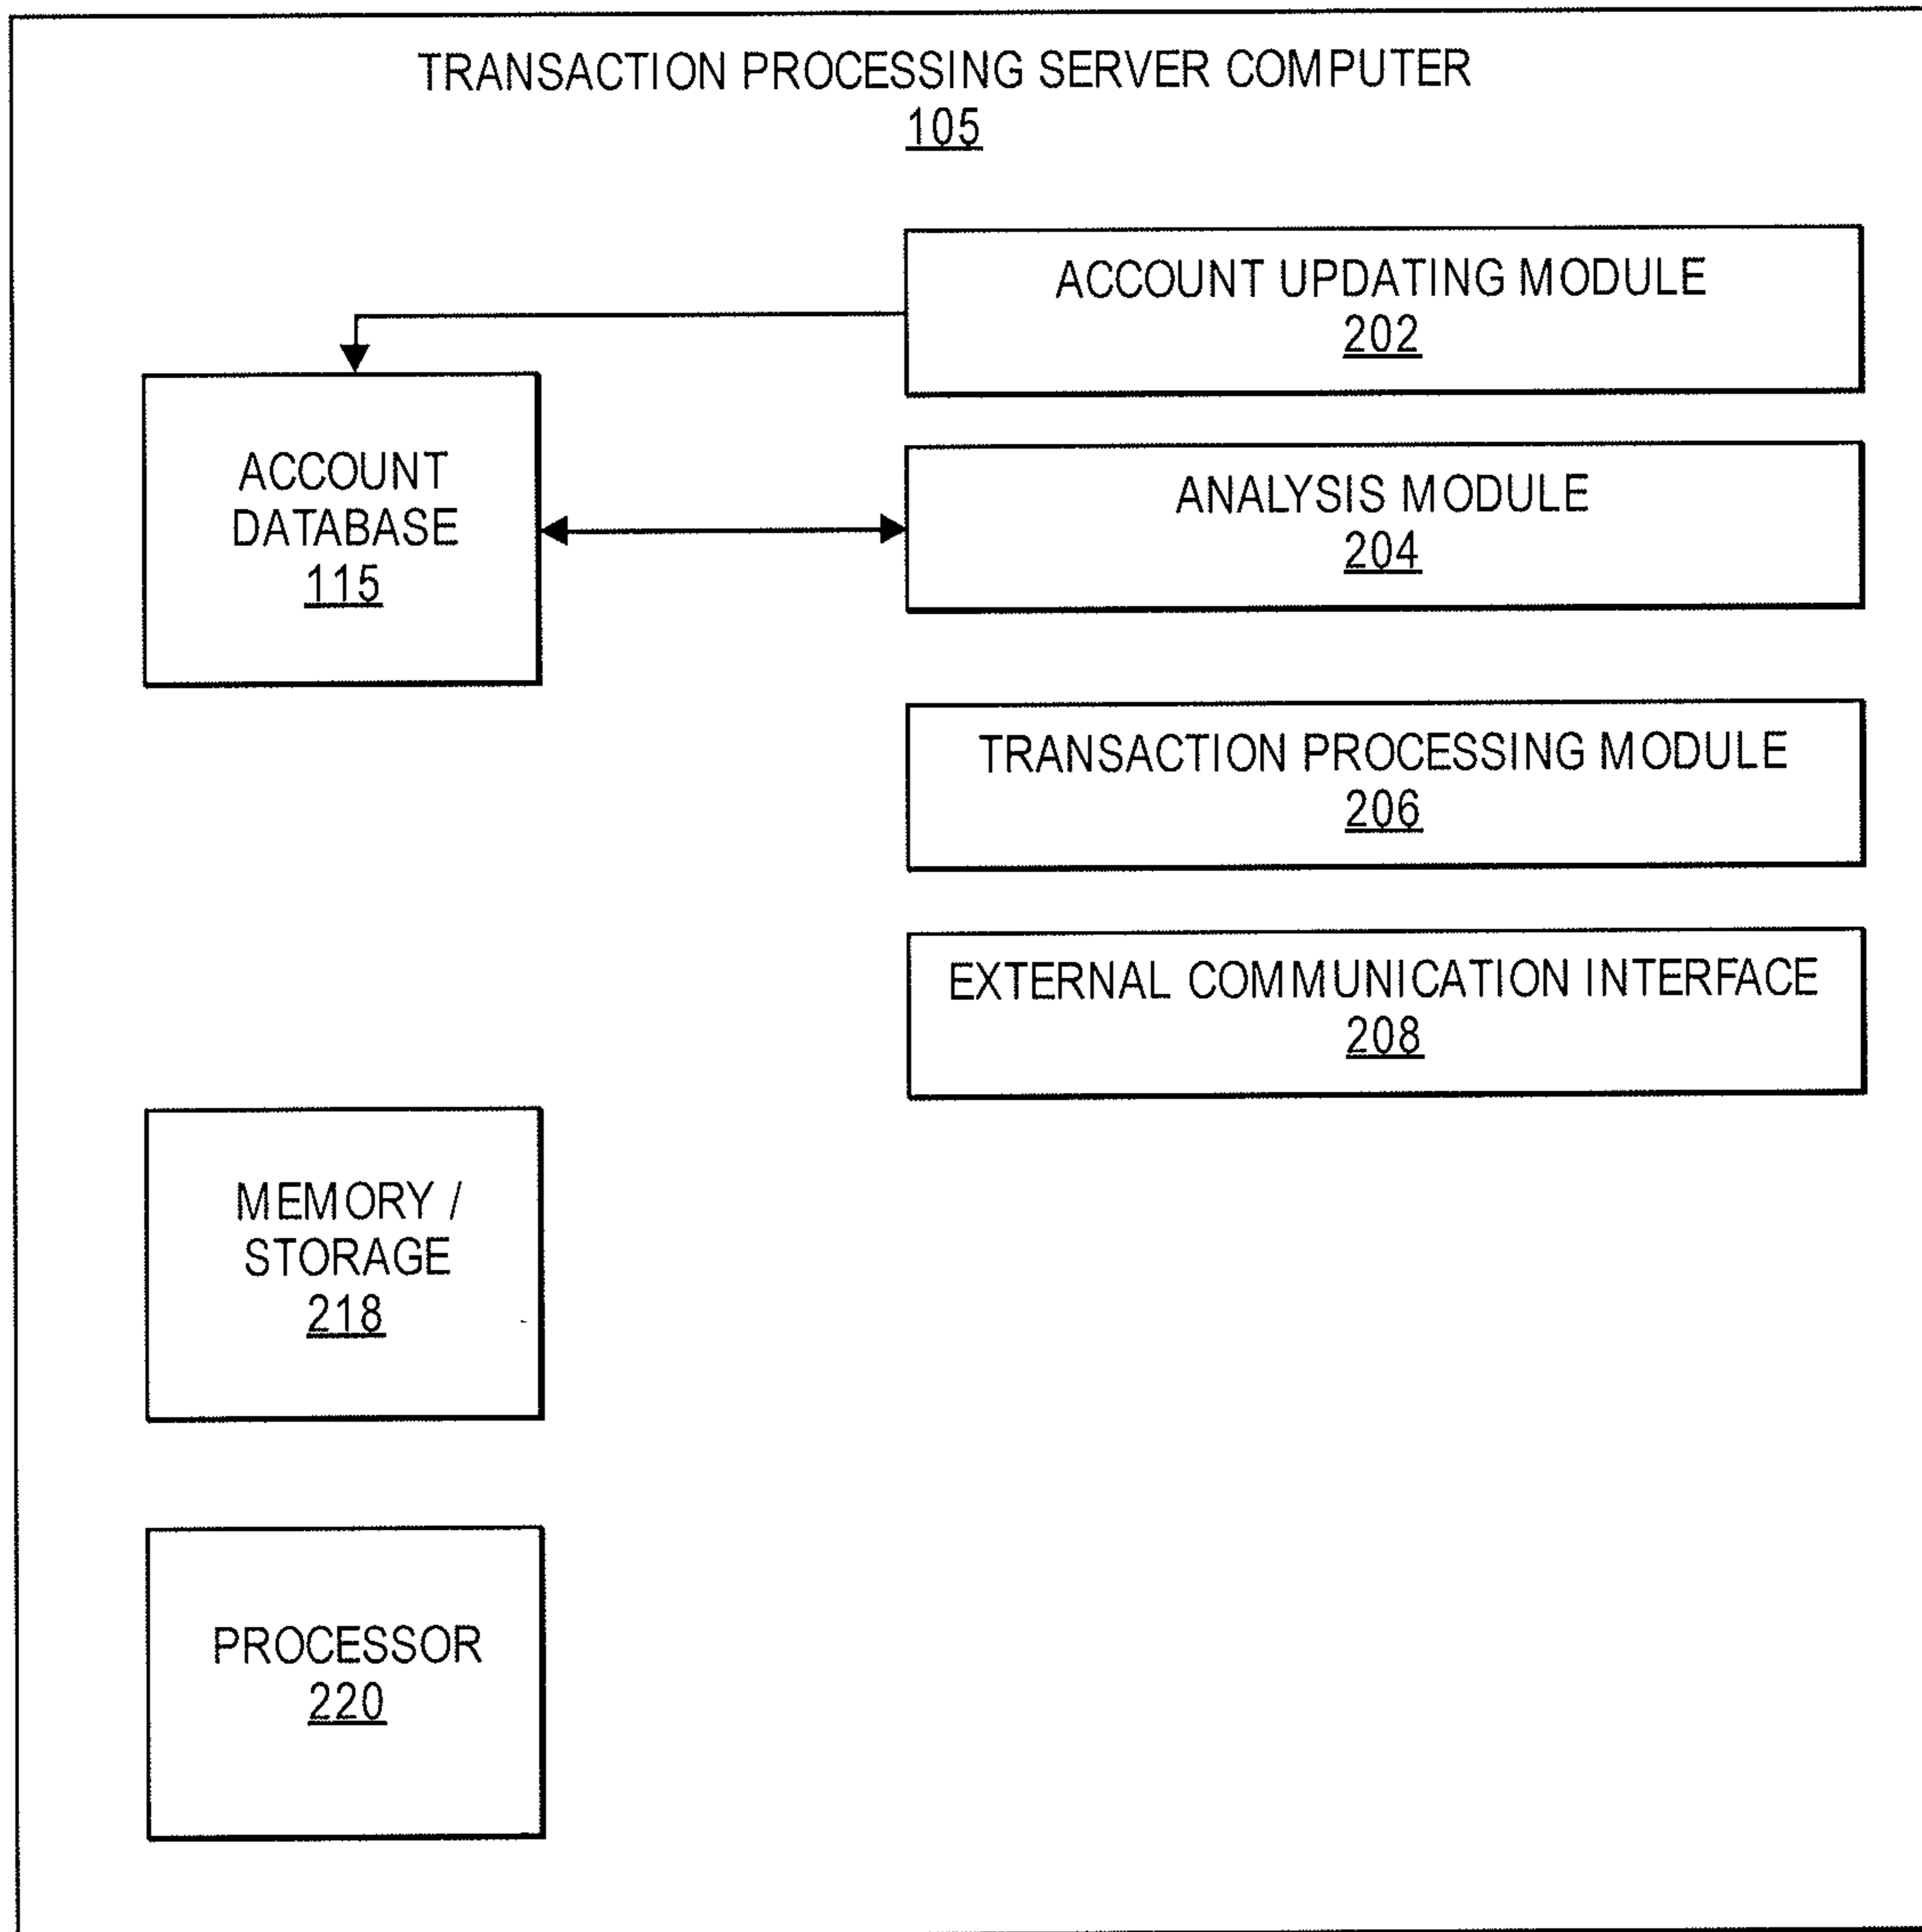 TRANSACTION PROCESSING SERVER COMPUTER
105
ACCOUNT UPDATING MODULE
202
ACCOUNT
DATABASE
115
ANALYSIS MODULE
204
TRANSACTION PROCESSING MODULE
206
EXTERNAL COMMUNICATION INTERFACE
208
MEMORY /
STORAGE
218
PROCESSOR
220